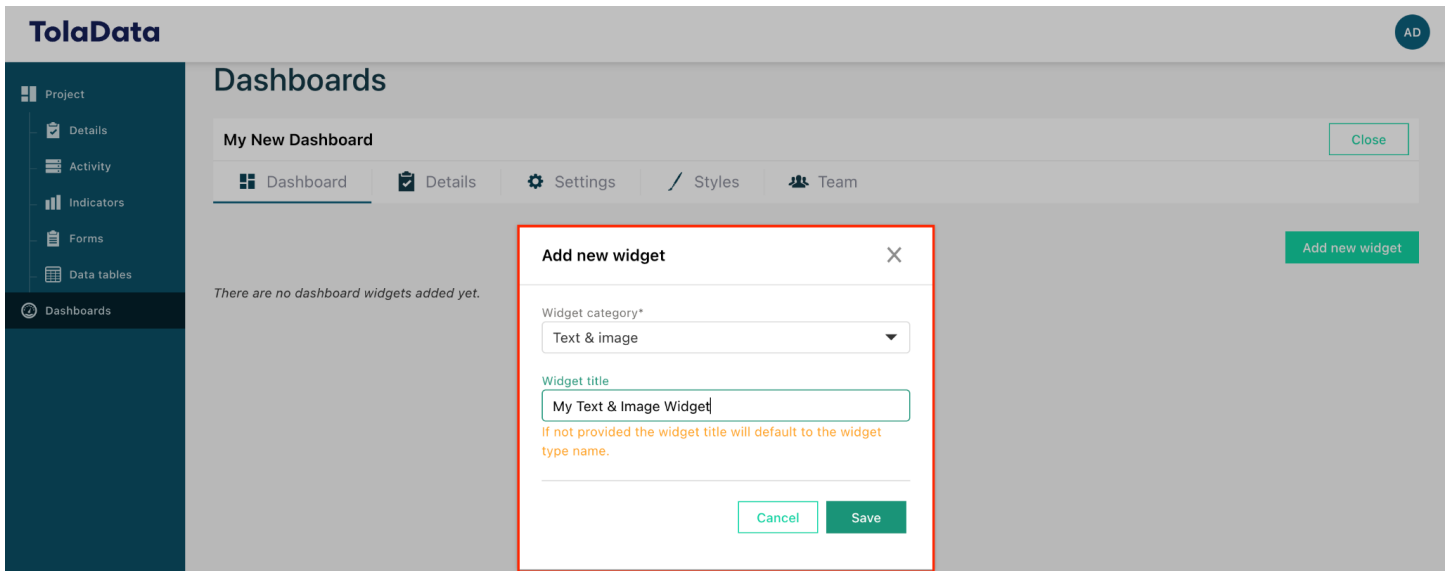 TolaData
AD
Project
Details
Activity
Indicators
Forms
Data tables
Dashboards
Dashboards
My New Dashboard
Close
Dashboard
Details
Settings
Styles
Team
Add new widget
There are no dashboard widgets added yet.
Add new widget
Widget category*
Text & image
Widget title
My Text & Image Widget
If not provided the widget title will default to the widget
type name.
Cancel
Save